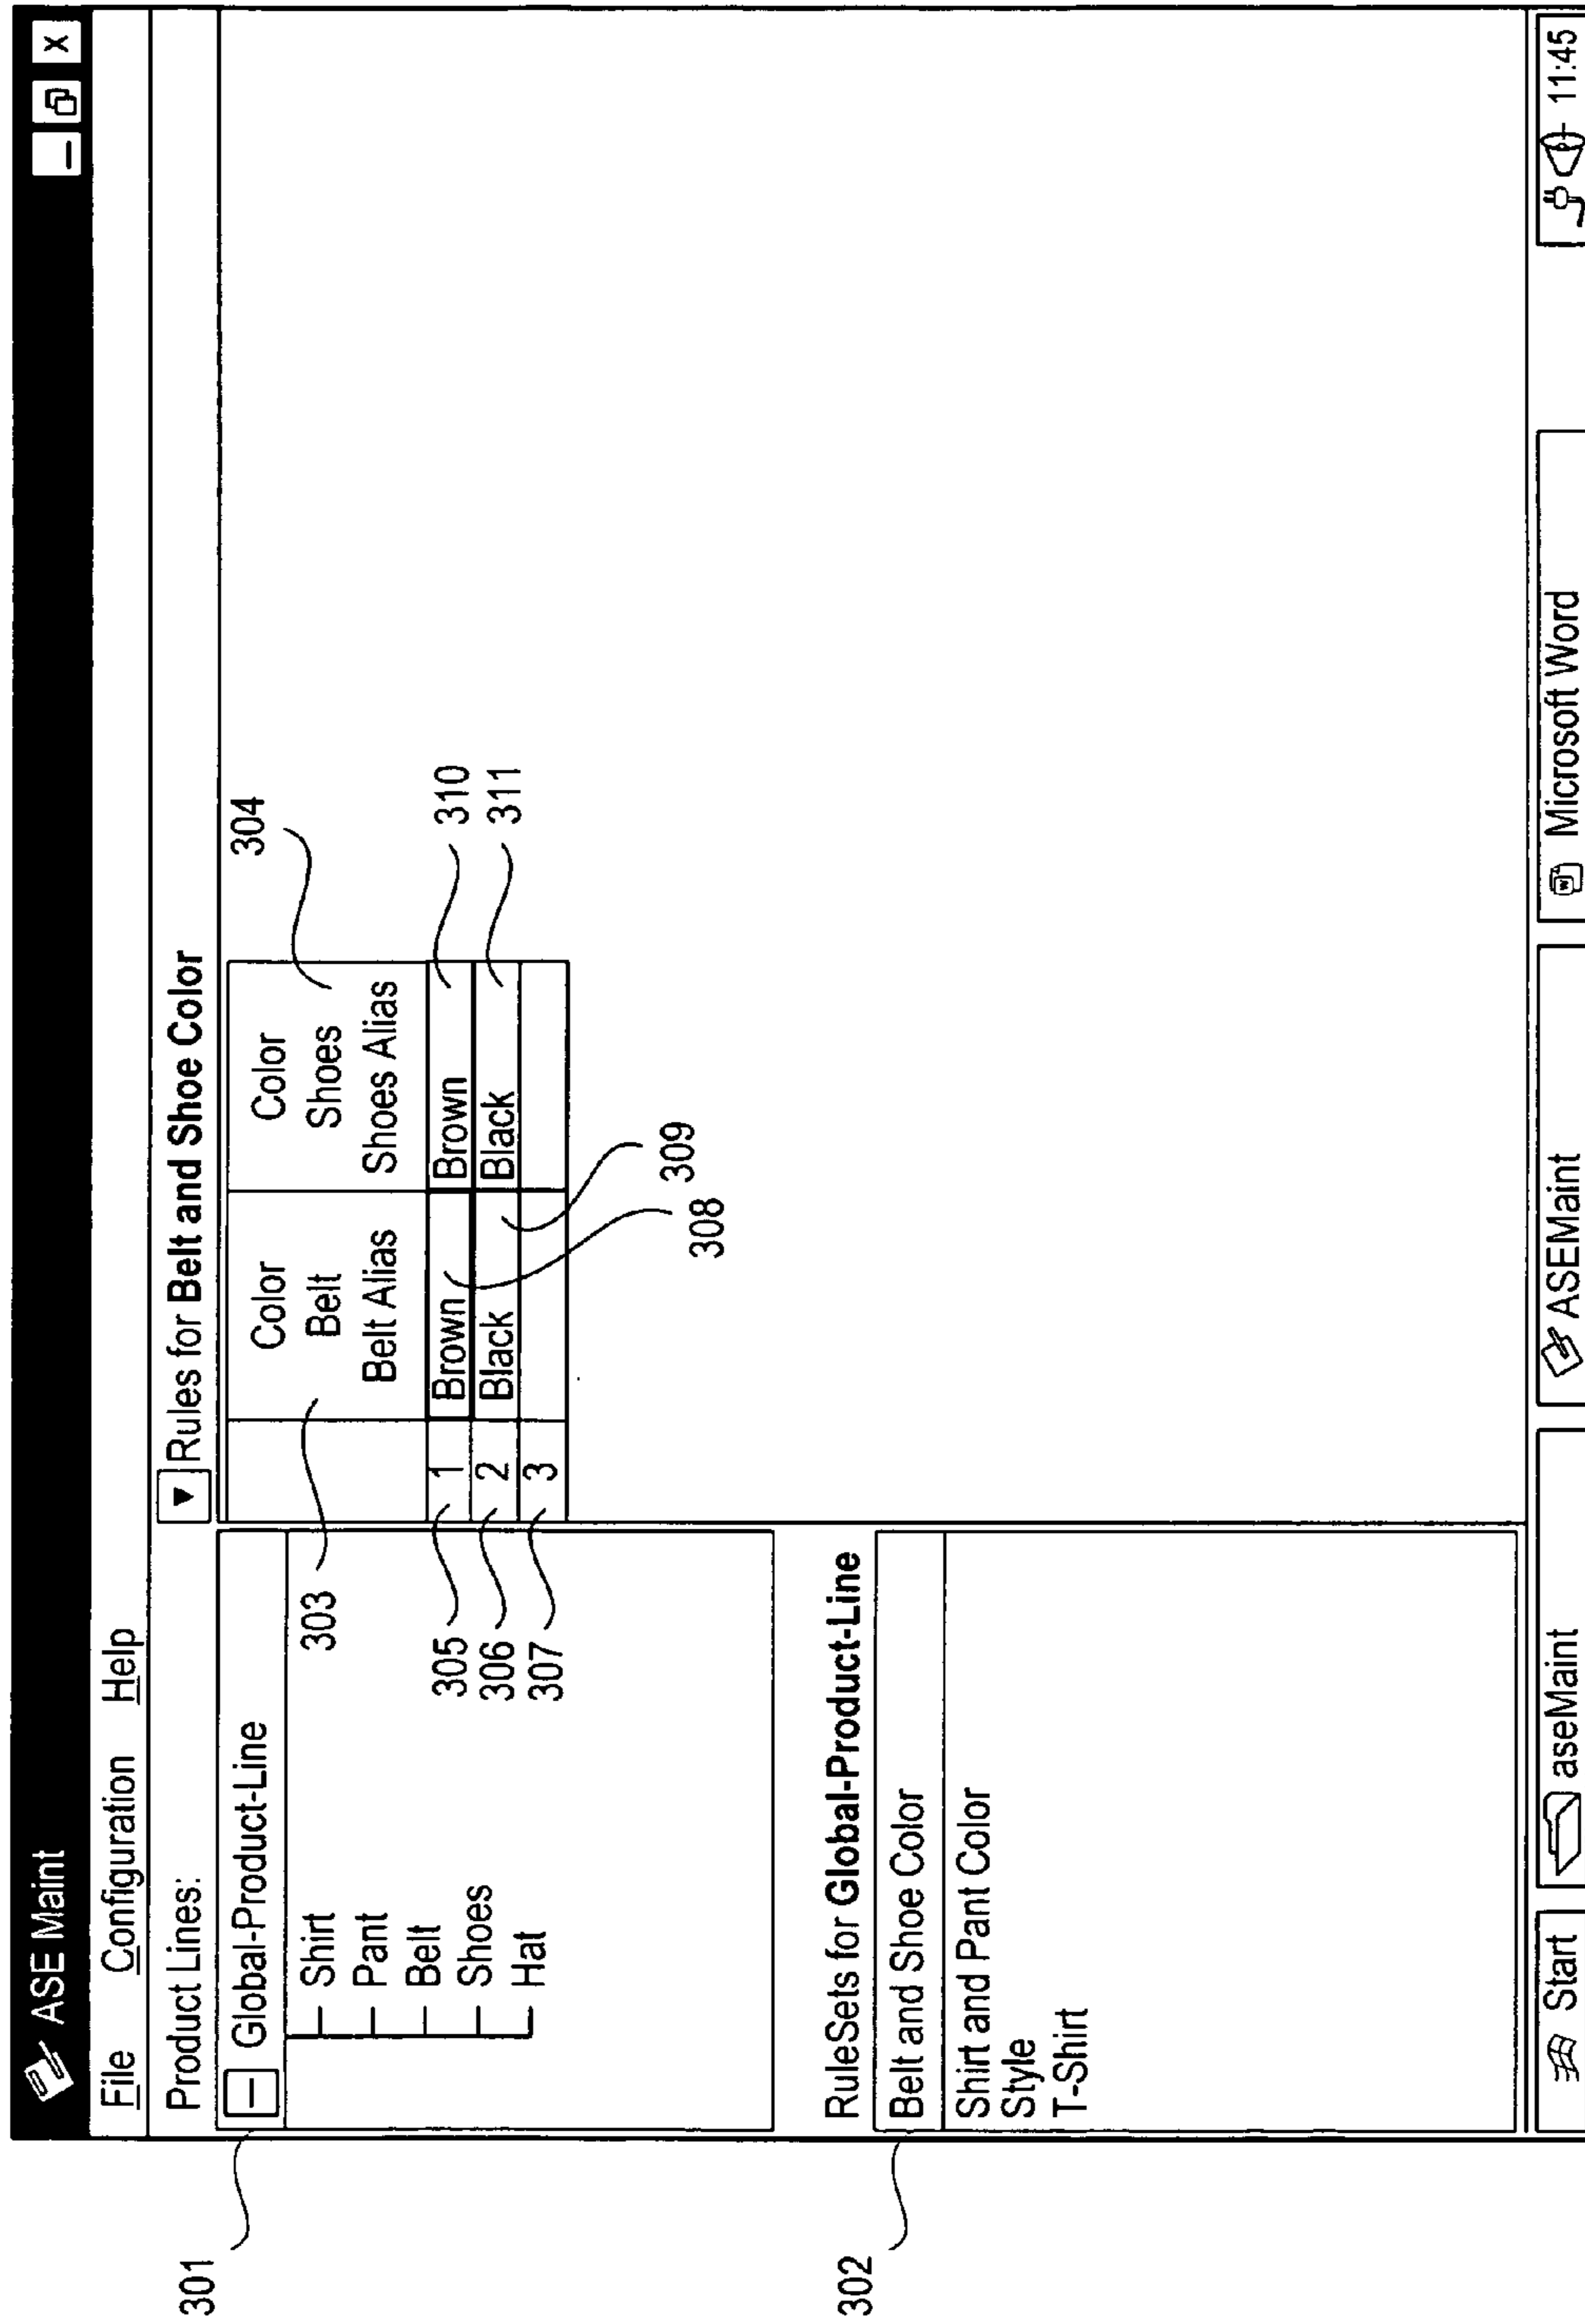 ASE Maint
File Configuration Help
Product Lines:
Global-Product-Line
Shirt
Pant
Belt
Shoes
Hat
301
RuleSets for Global-Product-Line
Belt and Shoe Color
Shirt and Pant Color
Style
T-Shirt
302
Rules for Belt and Shoe Color
Color Color
Belt Shoes
Belt Alias Shoes Alias
1 Brown Brown
2 Black Black
3
303
304
305
306
307
308
309
310
311
Start aseMaint ASEMaint W Microsoft Word 11:45